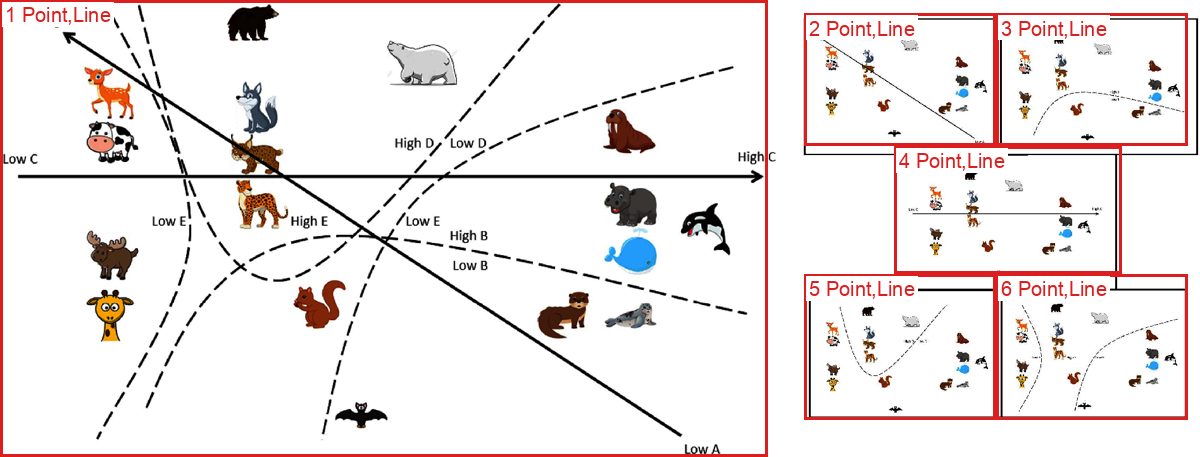 1 Point,Line
Low C
High D
Low D
High C
Low E
High E
Low E
High B
Low B
Low A
2 Point,Line
3 Point,Line
4 Point,Line
5 Point,Line
6 Point,Line